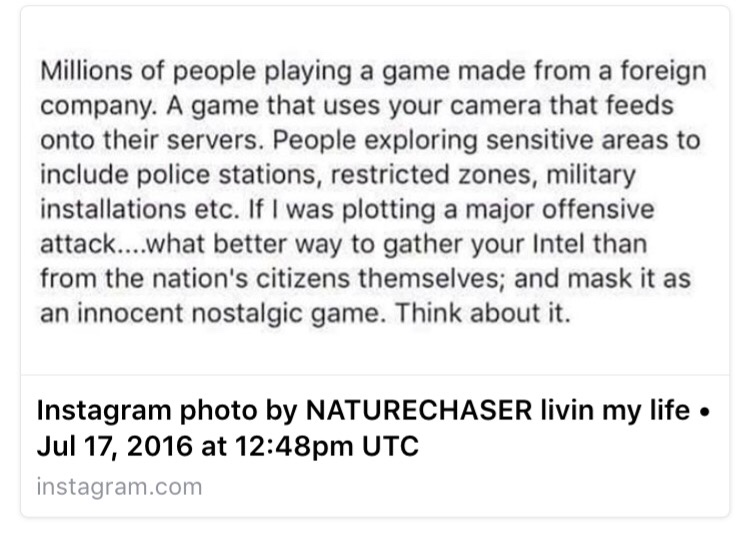 Millions of people playing a game made from a foreign
company. A game that uses your camera that feeds
onto their servers. People exploring sensitive areas to
include police stations, restricted zones, military
installations etc. If I was plotting a major offensive
attack....what better way to gather your Intel than
from the nation's citizens themselves; and mask it as
an innocent nostalgic game. Think about it.
Instagram photo by NATURECHASER livin my life •
Jul 17, 2016 at 12:48pm UTC
instagram.com